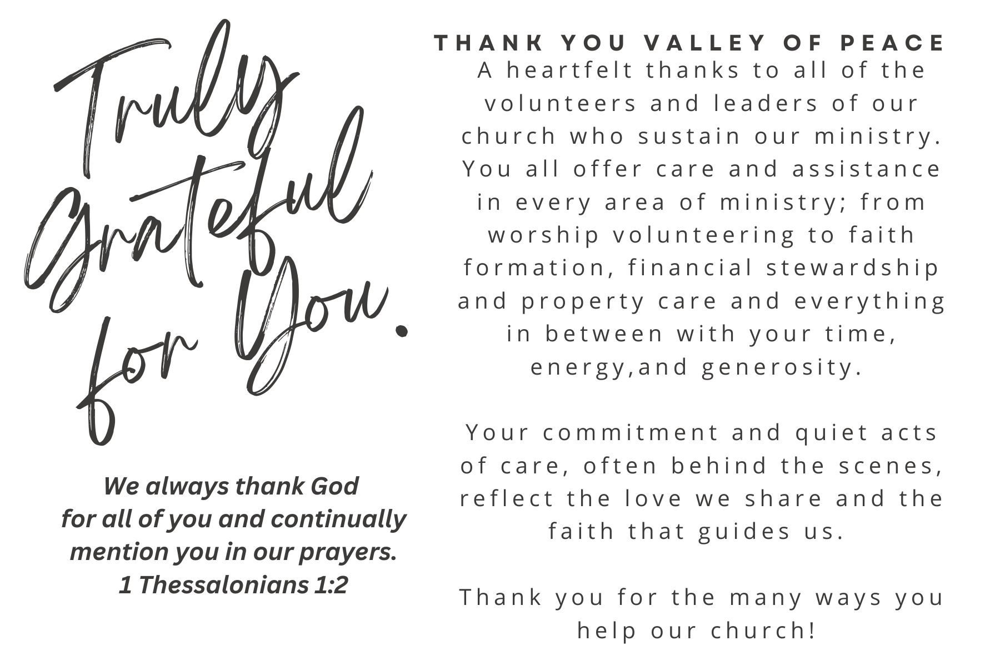 Truly
Grateful
for You.
We always thank God
for all of you and continually
mention you in our prayers.
1 Thessalonians 1:2
THANK YOU VALLEY OF PEACE
A heartfelt thanks to all of the
volunteers and leaders of our
church who sustain our ministry.
You all offer care and assistance
in every area of ministry; from
worship volunteering to faith
formation, financial stewardship
and property care and everything
in between with your time,
energy,and generosity.
Your commitment and quiet acts
of care, often behind the scenes,
reflect the love we share and the
faith that guides us.
Thank you for the many ways you
help our church!